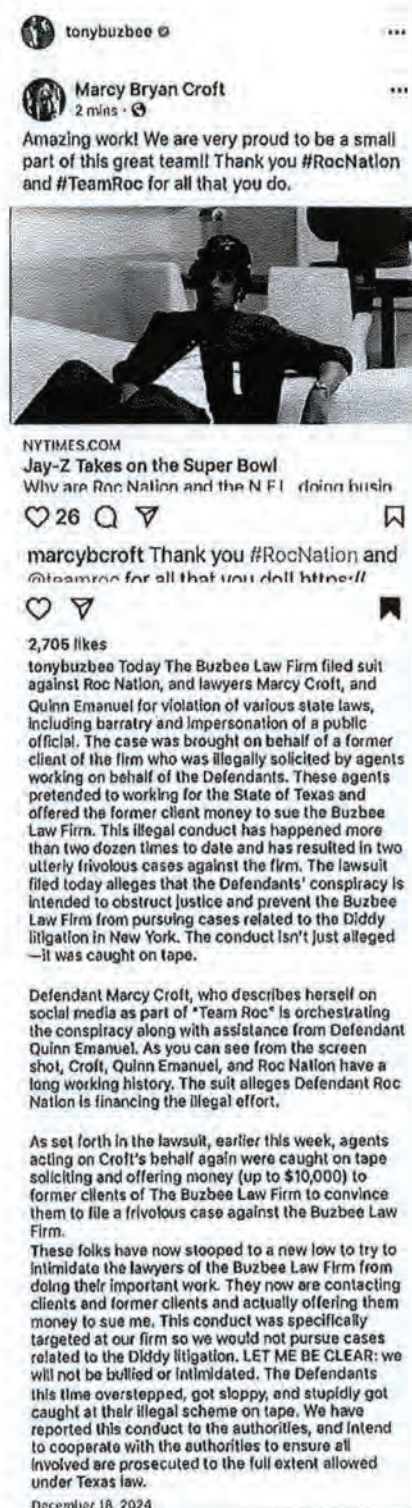 tonybuzbee
Marcy Bryan Croft
2 mins ·
Amazing work! We are very proud to be a small
part of this great team!! Thank you #RocNation
and #TeamRoc for all that you do.
NYTIMES.COM
Jay-Z Takes on the Super Bowl
Why are Roc Nation and the N.F.L. doing busin
26
marcybcroft Thank you #RocNation and
@teamroc for all that you do!! https://
2,705 likes
tonybuzbee Today The Buzbee Law Firm filed suit
against Roc Nation, and lawyers Marcy Croft, and
Quinn Emanuel for violation of various state laws,
including barratry and impersonation of a public
official. The case was brought on behalf of a former
client of the firm who was illegally solicited by agents
working on behalf of the Defendants. These agents
pretended to working for the State of Texas and
offered the former client money to sue the Buzbee
Law Firm. This illegal conduct has happened more
than two dozen times to date and has resulted in two
utterly frivolous cases against the firm. The lawsuit
filed today alleges that the Defendants' conspiracy is
intended to obstruct justice and prevent the Buzbee
Law Firm from pursuing cases related to the Diddy
litigation in New York. The conduct isn't just alleged
—it was caught on tape.
Defendant Marcy Croft, who describes herself on
social media as part of "Team Roc" is orchestrating
the conspiracy along with assistance from Defendant
Quinn Emanuel. As you can see from the screen
shot, Croft, Quinn Emanuel, and Roc Nation have a
long working history. The suit alleges Defendant Roc
Nation is financing the illegal effort.
As set forth in the lawsuit, earlier this week, agents
acting on Croft's behalf again were caught on tape
soliciting and offering money (up to $10,000) to
former clients of The Buzbee Law Firm to convince
them to file a frivolous case against the Buzbee Law
Firm.
These folks have now stooped to a new low to try to
intimidate the lawyers of the Buzbee Law Firm from
doing their important work. They now are contacting
clients and former clients and actually offering them
money to sue me. This conduct was specifically
targeted at our firm so we would not pursue cases
related to the Diddy litigation. LET ME BE CLEAR: we
will not be bullied or intimidated. The Defendants
this time overstepped, got sloppy, and stupidly got
caught at their illegal scheme on tape. We have
reported this conduct to the authorities, and intend
to cooperate with the authorities to ensure all
involved are prosecuted to the full extent allowed
under Texas law.
December 18, 2024